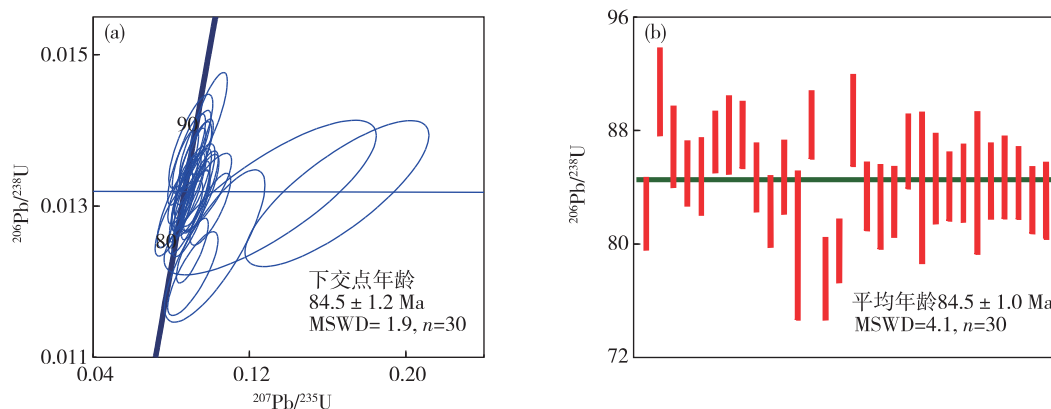 (a)
0.015
90
0.013
80
0.011
0.04
0.12
0.20
²⁰⁶Pb/²³⁸U
²⁰⁷Pb/²³⁵U
下交点年龄
84.5 ± 1.2 Ma
MSWD= 1.9, n=30
(b)
96
88
80
72
²⁰⁶Pb/²³⁸U
平均年龄84.5 ± 1.0 Ma
MSWD=4.1, n=30